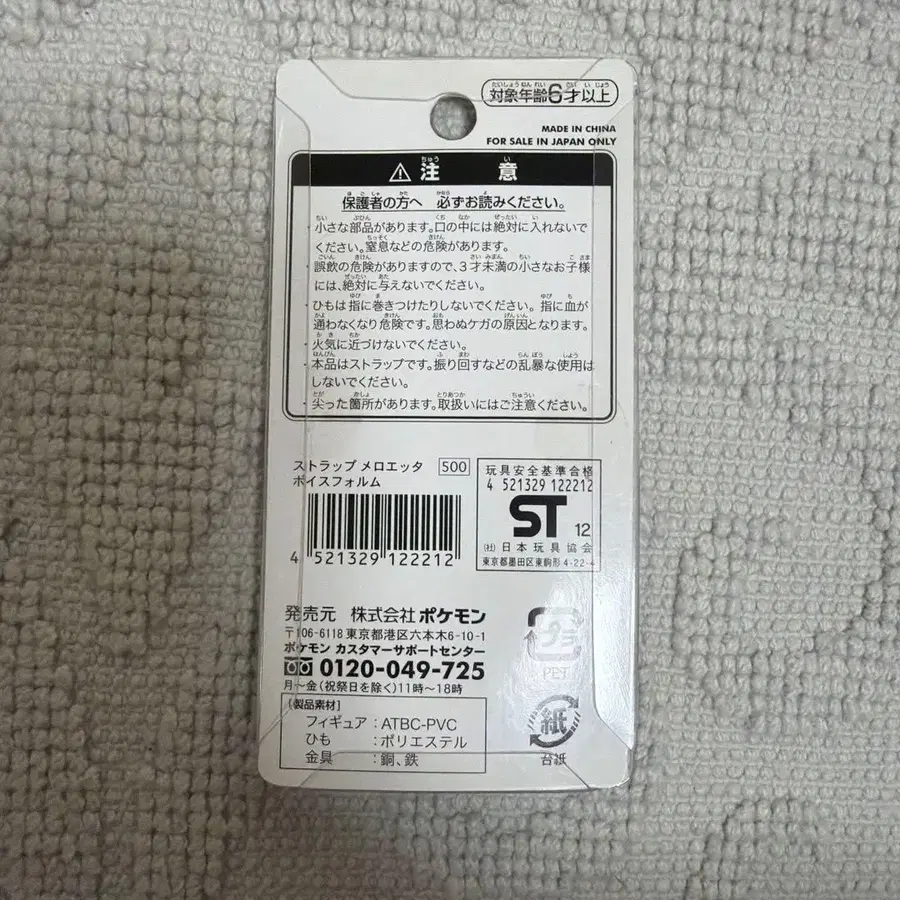 対象年齢6才以上
MADE IN CHINA
FOR SALE IN JAPAN ONLY
注 意
保護者の方へ 必ずお読みください。
・小さな部品があります。口の中には絶対に入れないで
ください。窒息などの危険があります。
・誤飲の危険がありますので、3才未満の小さなお子様
には、絶対に与えないでください。
・ひもは指に巻きつけたりしないでください。指に血が
通わなくなり危険です。思わぬケガの原因となります。
・火気に近づけないでください。
・本品はストラップです。振り回すなどの乱暴な使用は
しないでください。
・尖った箇所があります。取扱いにはご注意ください。
ストラップ メロエッタ 500
ボイスフォルム
4 521329 122212
玩具安全基準合格
4 521329 122212
ST 12
(社)日本玩具協会
東京都墨田区東駒形4-22-4
発売元 株式会社ポケモン
〒106-6118 東京都港区六本木6-10-1
ポケモン カスタマーサポートセンター
0120-049-725
月〜金(祝祭日を除く)11時〜18時
プラ
PET
紙
台紙
【製品素材】
フィギュア:ATBC-PVC
ひも :ポリエステル
金具 :銅、鉄